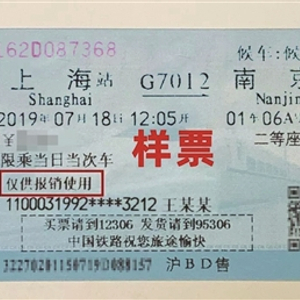 L62D087368 候车:候
上海站 G7012 南京
Shanghai Nanjin
2019年07月18日12:05开 01车06A
¥ 二等座
样票
限乘当日当次车
仅供报销使用
1100031992****3212 王某某
买票请到12306 发货请到95306
中国铁路祝您旅途愉快
沪BD售